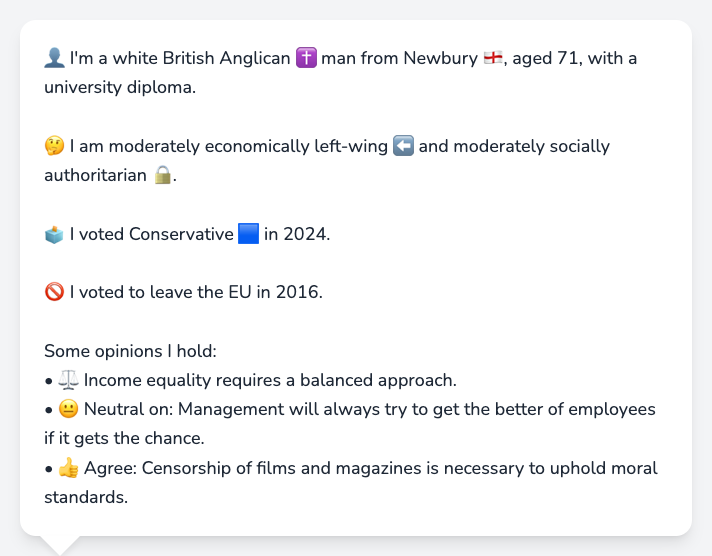 👤 I'm a white British Anglican ✝️ man from Newbury 🏴󠁧󠁢󠁥󠁮󠁧󠁿, aged 71, with a
university diploma.
🤔 I am moderately economically left-wing ⬅️ and moderately socially
authoritarian 🔒.
🗳️ I voted Conservative 🟦 in 2024.
🚫 I voted to leave the EU in 2016.
Some opinions I hold:
• ⚖️ Income equality requires a balanced approach.
• 😐 Neutral on: Management will always try to get the better of employees
if it gets the chance.
• 👍 Agree: Censorship of films and magazines is necessary to uphold moral
standards.